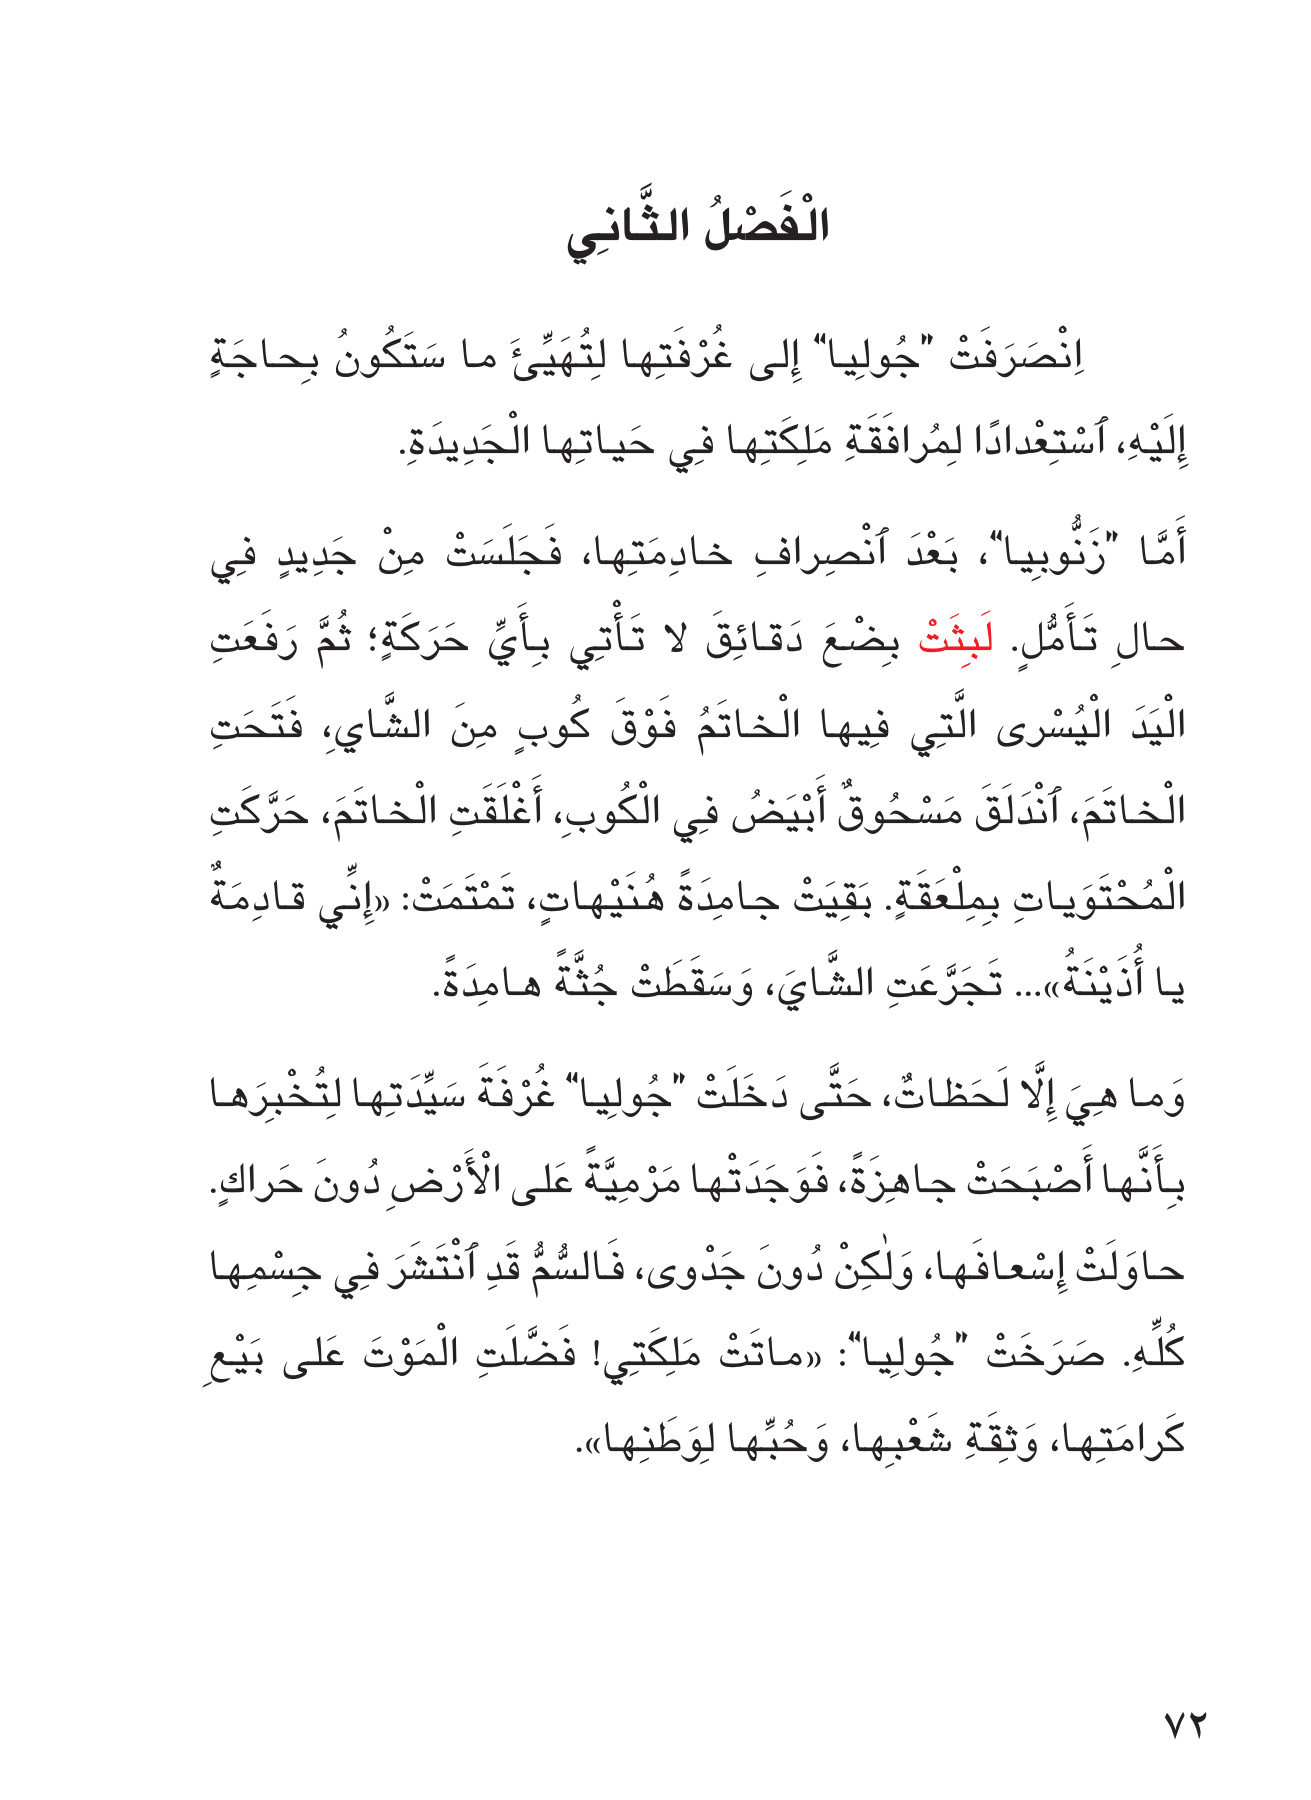 الْفَصْلُ الثَّانِي
اِنْصَرَفَتْ "جُولِيا" إِلى غُرْفَتِها لِتُهَيِّئَ ما سَتَكُونُ بِحاجَةٍ
إِلَيْهِ، ٱسْتِعْدادًا لِمُرافَقَةِ مَلِكَتِها فِي حَياتِها الْجَدِيدَةِ.
أَمَّا "زَنُّوبِيا"، بَعْدَ ٱنْصِرافِ خادِمَتِها، فَجَلَسَتْ مِنْ جَدِيدٍ فِي
حالِ تَأَمُّلٍ. لَبِثَتْ بِضْعَ دَقائِقَ لا تَأْتِي بِأَيِّ حَرَكَةٍ؛ ثُمَّ رَفَعَتِ
الْيَدَ الْيُسْرى الَّتِي فِيها الْخاتَمُ فَوْقَ كُوبٍ مِنَ الشَّايِ، فَتَحَتِ
الْخاتَمَ، ٱنْدَلَقَ مَسْحُوقٌ أَبْيَضُ فِي الْكُوبِ، أَغْلَقَتِ الْخاتَمَ، حَرَّكَتِ
الْمُحْتَوَياتِ بِمِلْعَقَةٍ. بَقِيَتْ جامِدَةً هُنَيْهاتٍ، تَمْتَمَتْ: «إِنِّي قادِمَةٌ
يا أُذَيْنَةُ»... تَجَرَّعَتِ الشَّايَ، وَسَقَطَتْ جُثَّةً هامِدَةً.
وَما هِيَ إِلَّا لَحَظاتٌ، حَتَّى دَخَلَتْ "جُولِيا" غُرْفَةَ سَيِّدَتِها لِتُخْبِرَها
بِأَنَّها أَصْبَحَتْ جاهِزَةً، فَوَجَدَتْها مَرْمِيَّةً عَلى الْأَرْضِ دُونَ حَراكٍ.
حاوَلَتْ إِسْعافَها، وَلٰكِنْ دُونَ جَدْوى، فَالسُّمُّ قَدِ ٱنْتَشَرَ فِي جِسْمِها
كُلِّهِ. صَرَخَتْ "جُولِيا": «ماتَتْ مَلِكَتِي! فَضَّلَتِ الْمَوْتَ عَلى بَيْعِ
كَرامَتِها، وَثِقَةِ شَعْبِها، وَحُبِّها لِوَطَنِها».
٧٢